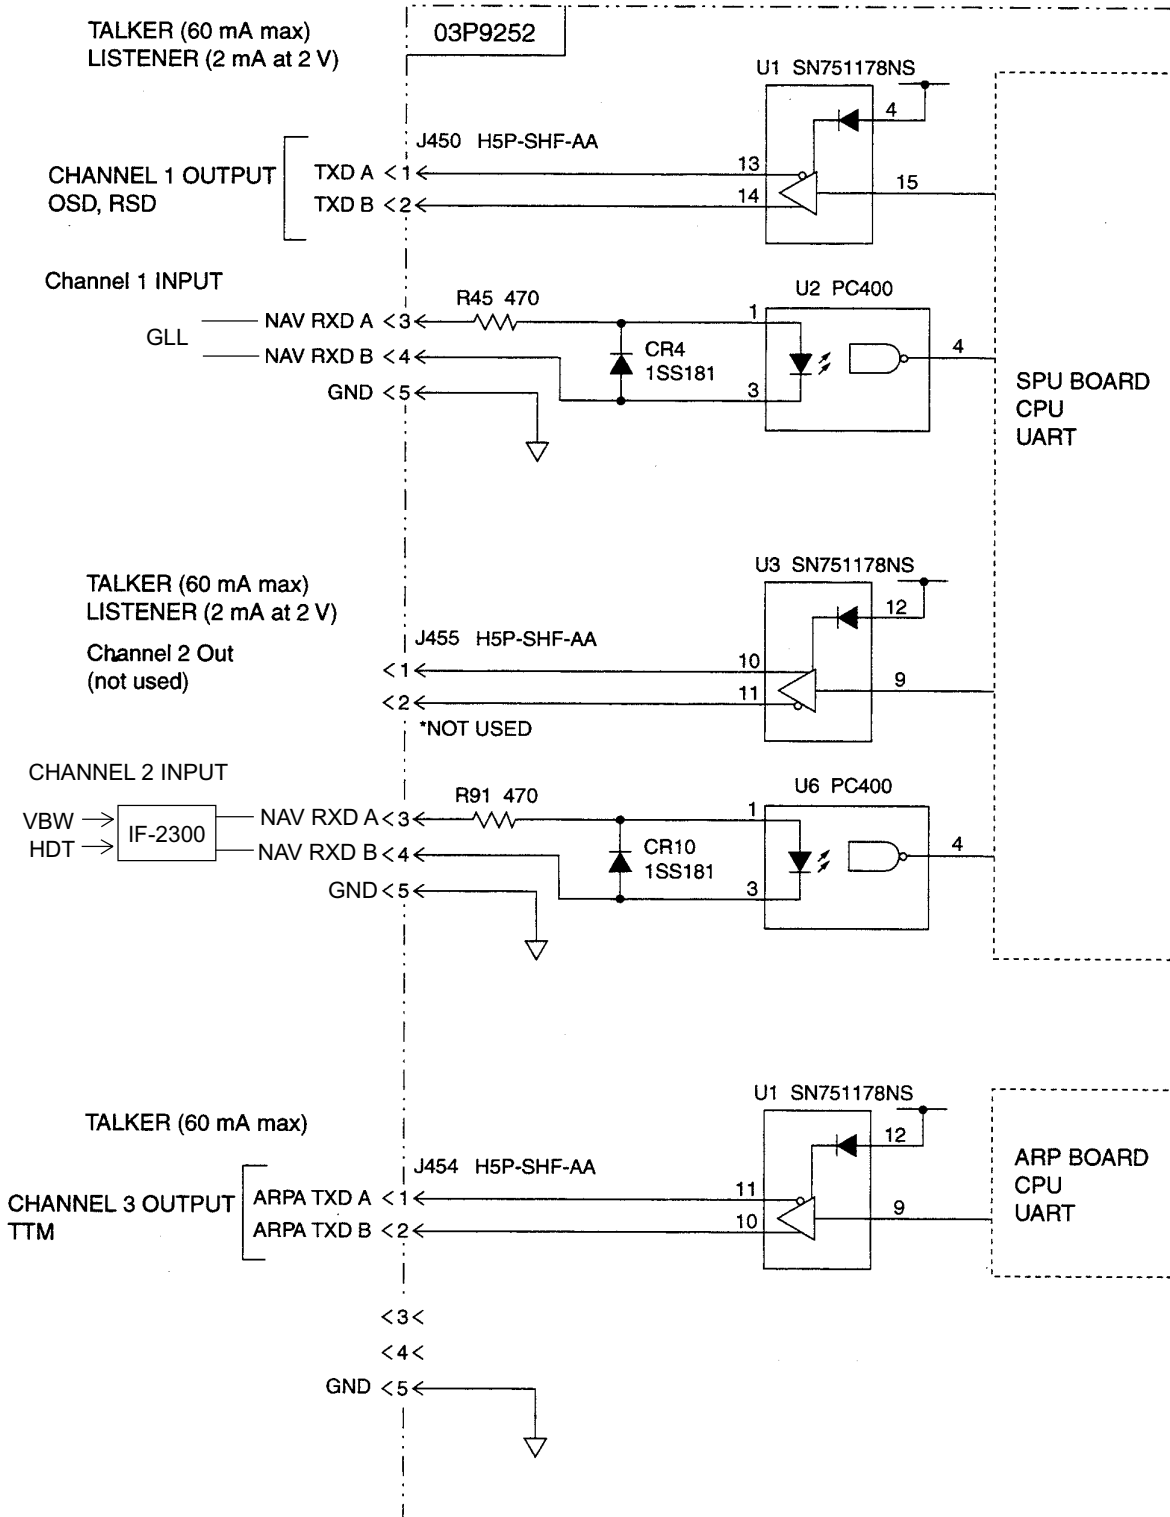 TALKER (60 mA max)
LISTENER (2 mA at 2 V)
03P9252
U1 SN751178NS
4
J450 H5P-SHF-AA
CHANNEL 1 OUTPUT
OSD, RSD
TXD A <1
13
15
TXD B <2
14
Channel 1 INPUT
R45 470
U2 PC400
GLL
NAV RXD A <3
1
NAV RXD B <4
CR4
1SS181
4
GND <5
3
SPU BOARD
CPU
UART
TALKER (60 mA max)
LISTENER (2 mA at 2 V)
U3 SN751178NS
12
Channel 2 Out
(not used)
J455 H5P-SHF-AA
<1
10
9
<2
11
*NOT USED
CHANNEL 2 INPUT
R91 470
U6 PC400
VBW
HDT
IF-2300
NAV RXD A <3
1
NAV RXD B <4
CR10
1SS181
4
GND <5
3
U1 SN751178NS
TALKER (60 mA max)
12
ARP BOARD
CPU
UART
J454 H5P-SHF-AA
CHANNEL 3 OUTPUT
TTM
ARPA TXD A <1
11
9
ARPA TXD B <2
10
<3<
<4<
GND <5